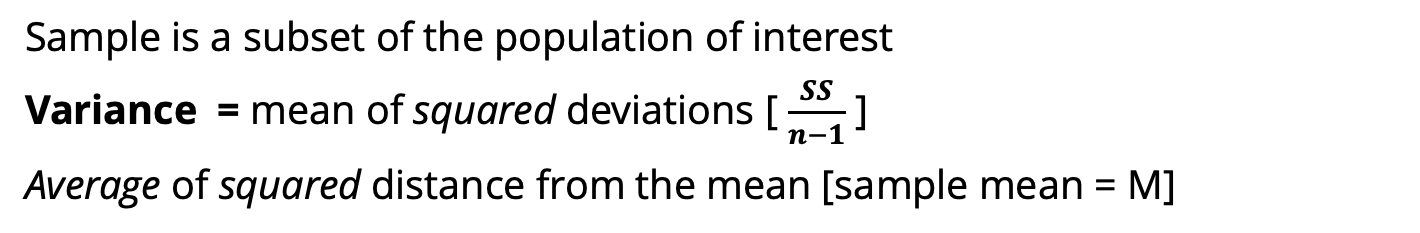 Sample is a subset of the population of interest
Variance = mean of squared deviations [ SS/n−1 ]
Average of squared distance from the mean [sample mean = M]